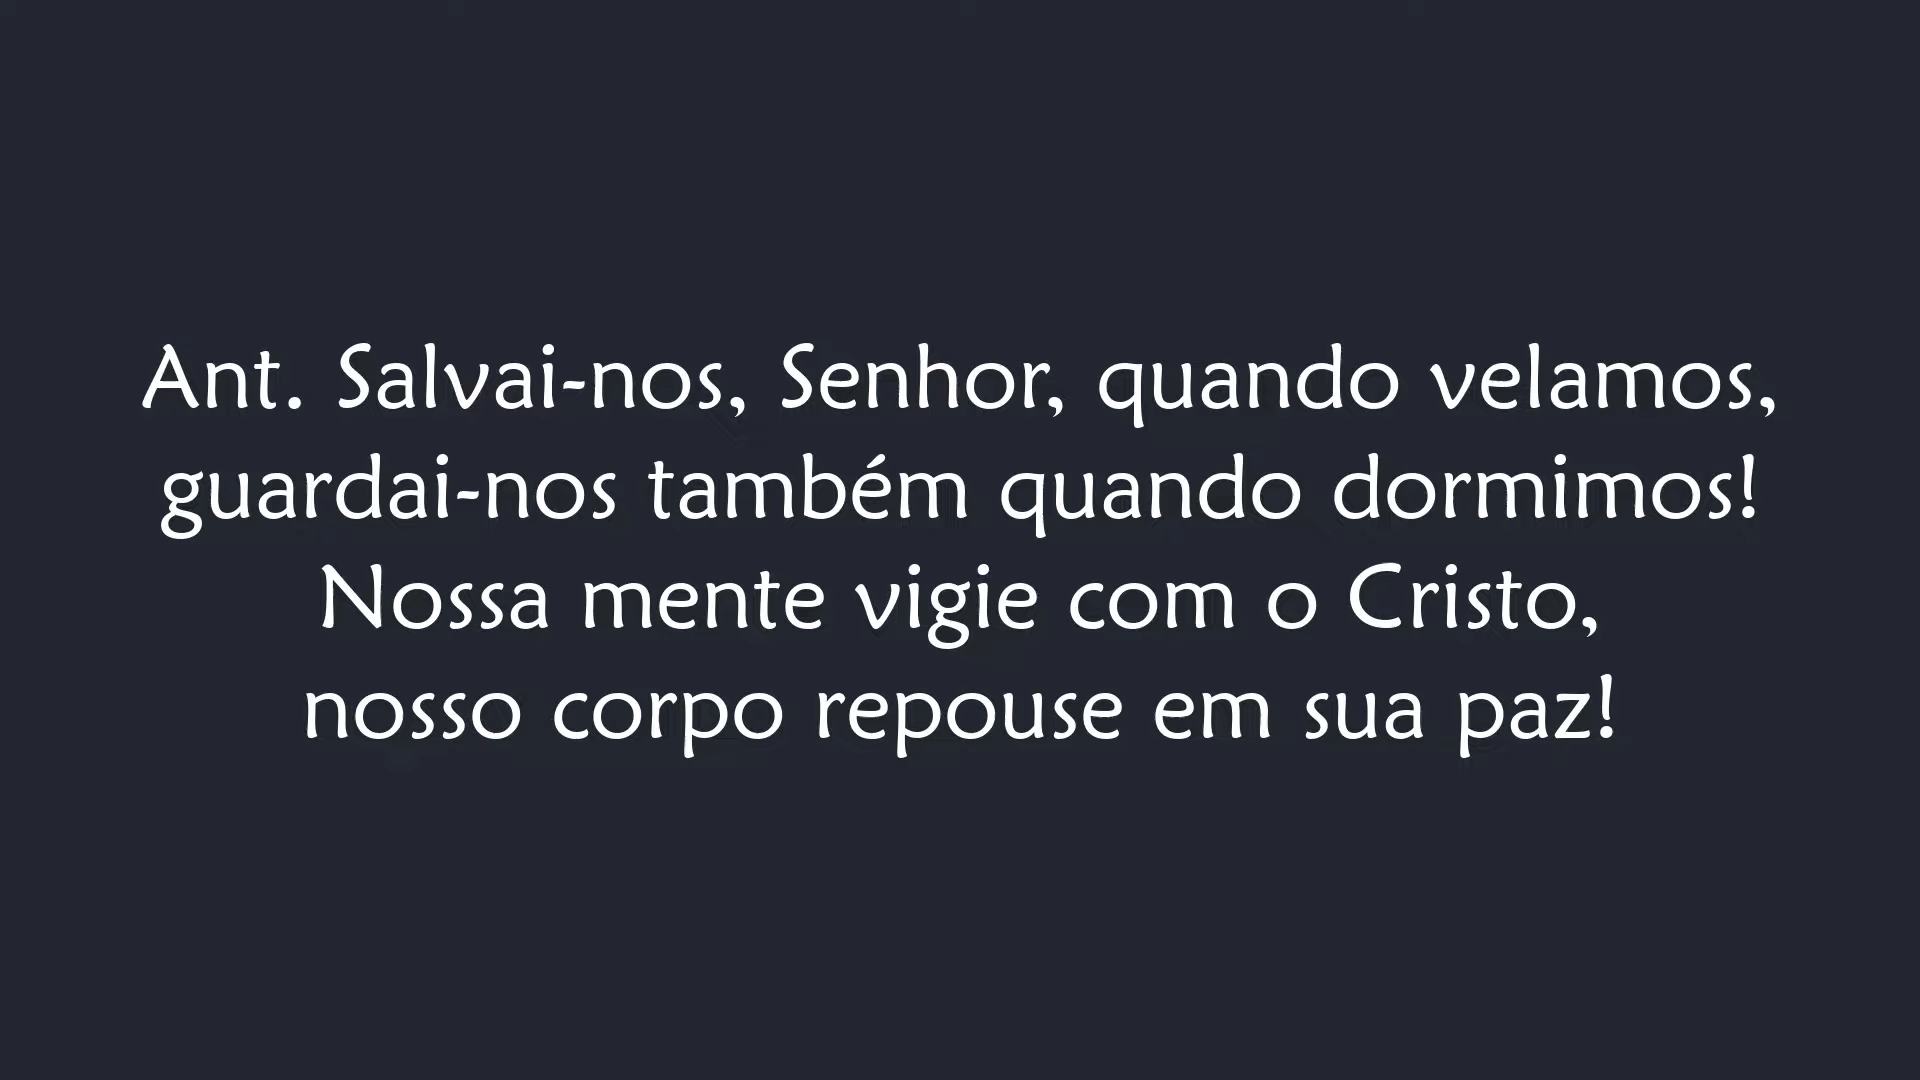 Ant. Salvai-nos, Senhor, quando velamos,
guardai-nos também quando dormimos!
Nossa mente vigie com o Cristo,
nosso corpo repouse em sua paz!